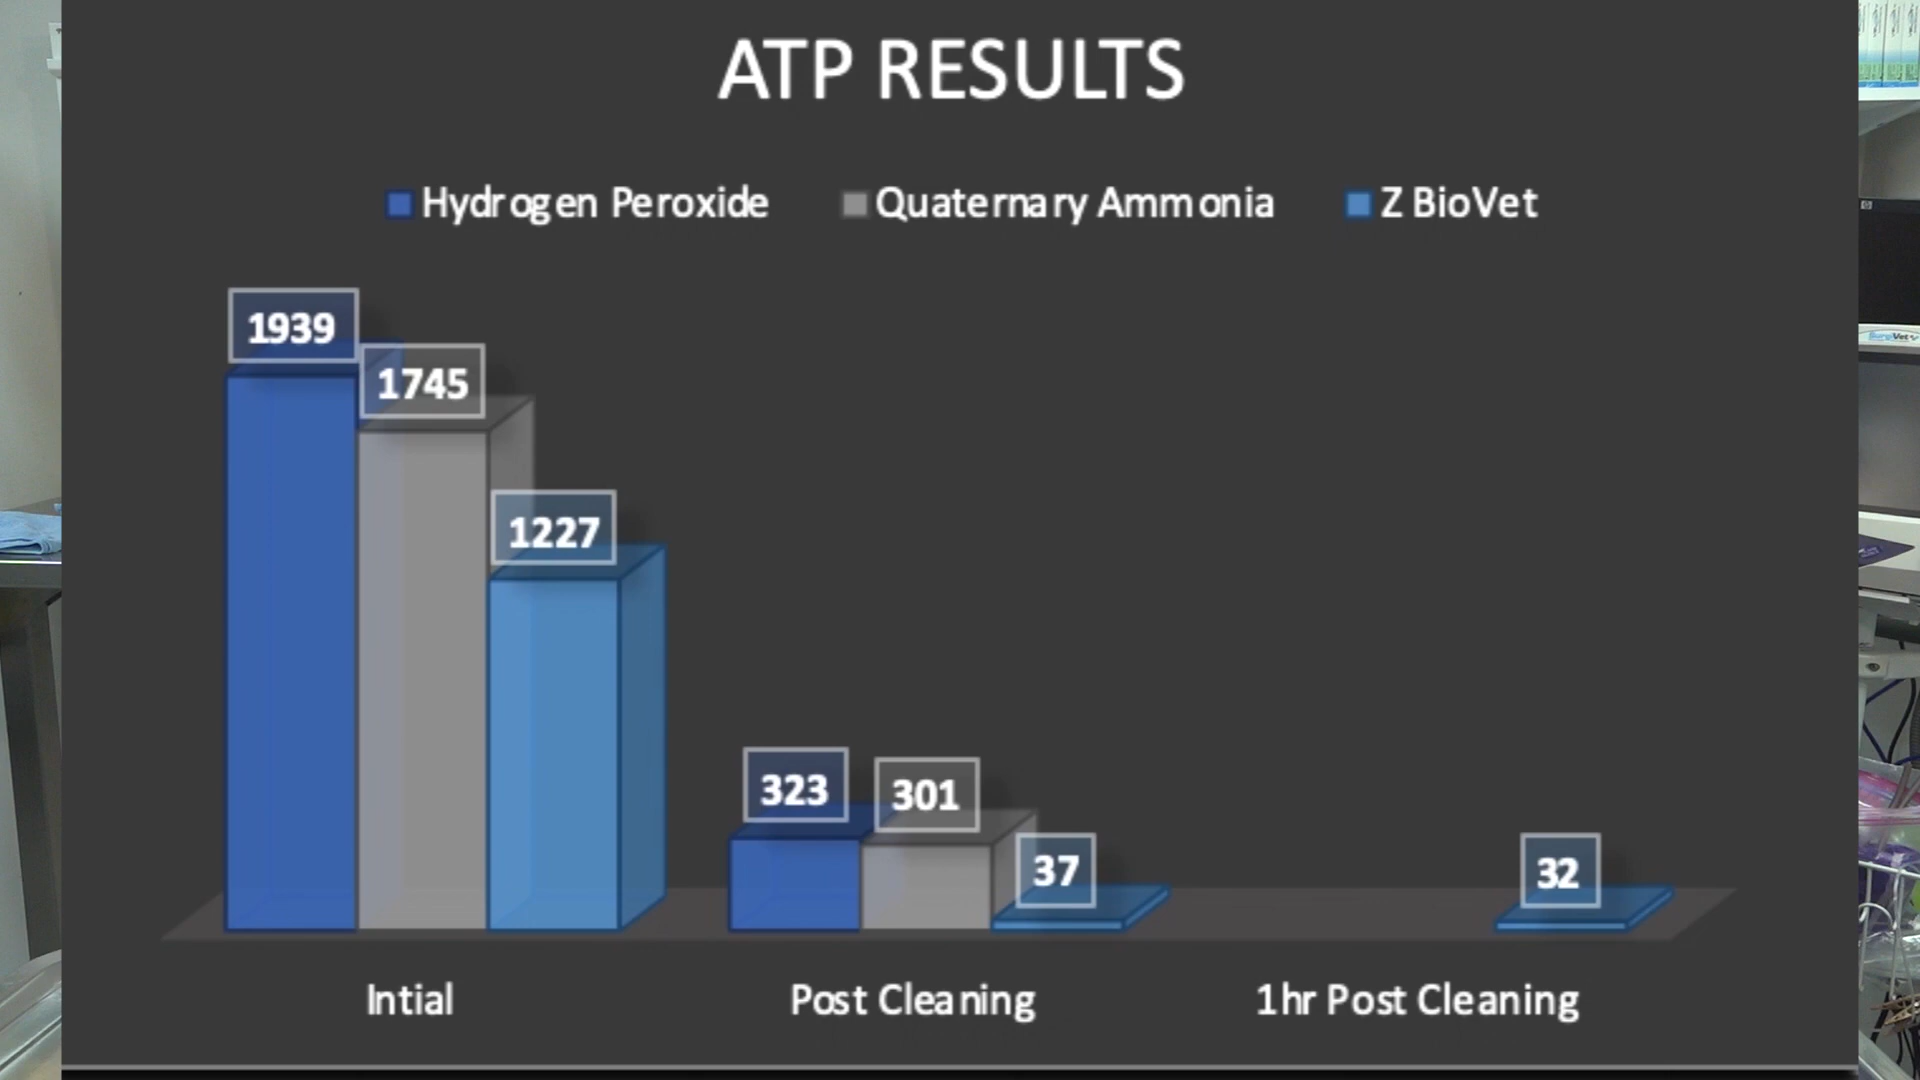 ATP RESULTS
Hydrogen Peroxide Quaternary Ammonia Z BioVet
1939
1745
1227
323
301
37
32
Intial Post Cleaning 1hr Post Cleaning